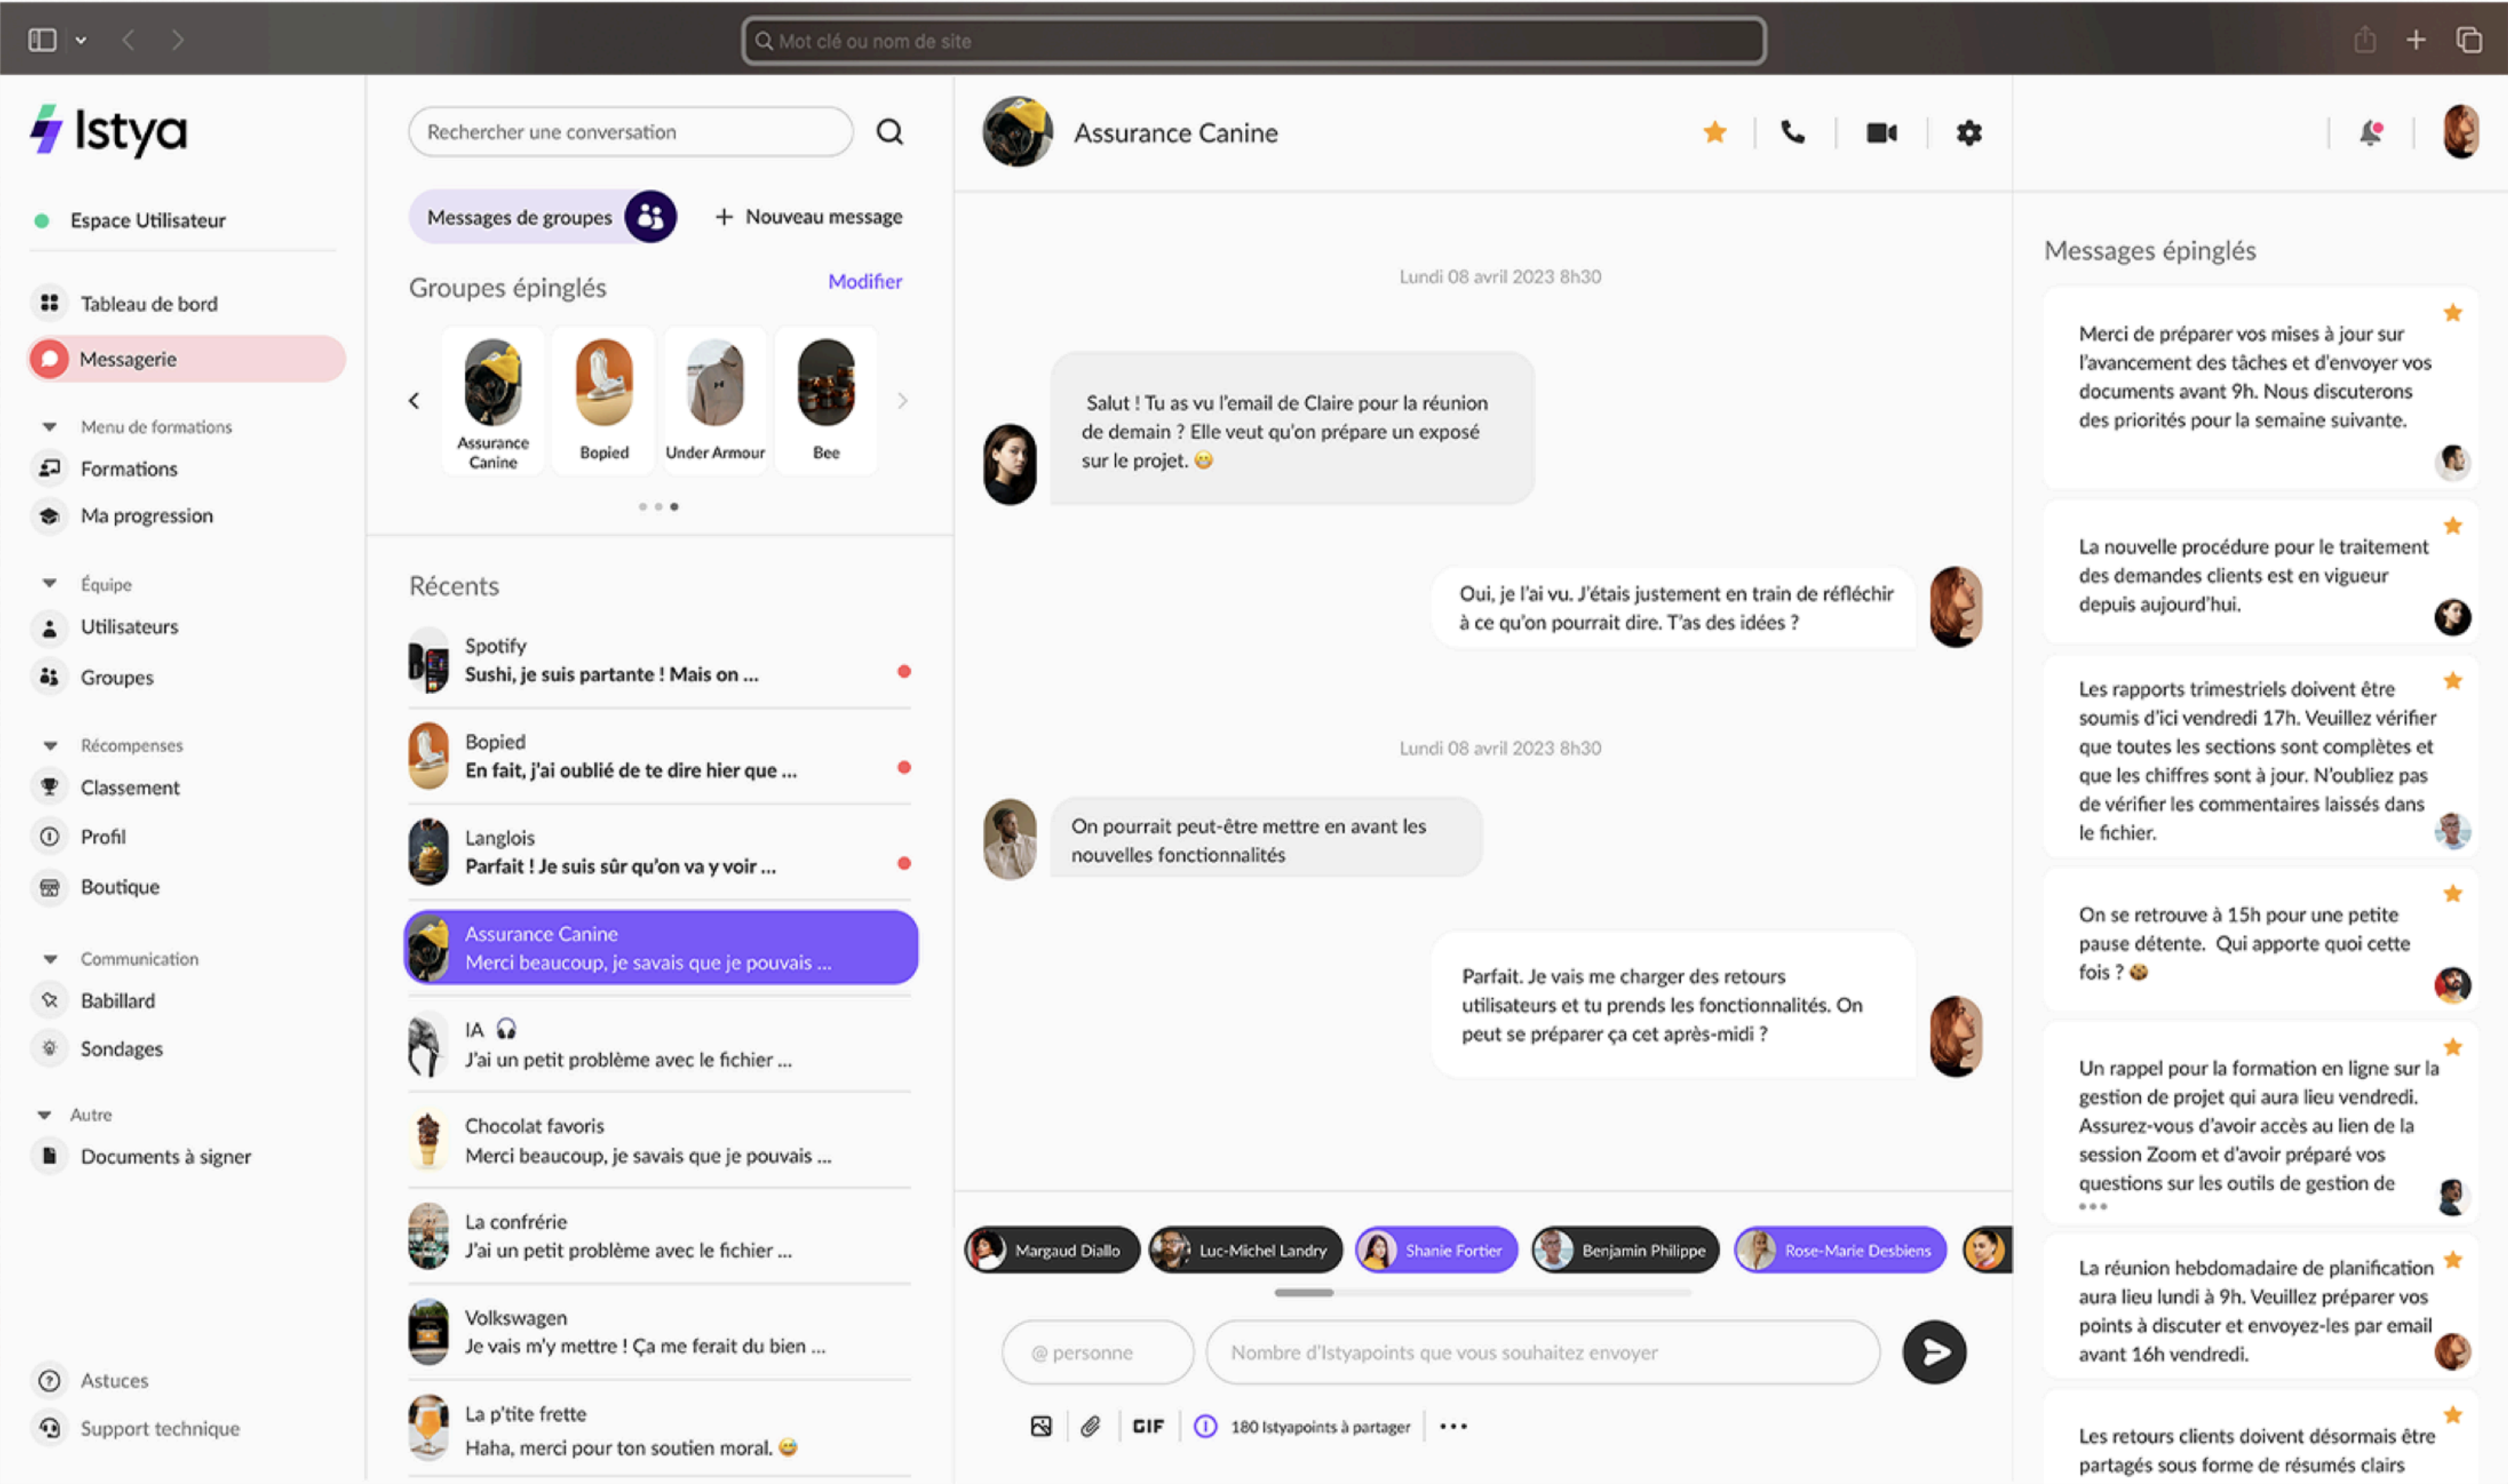 Mot clé ou nom de site
Istya
Espace Utilisateur
Tableau de bord
Messagerie
Menu de formations
Formations
Ma progression
Équipe
Utilisateurs
Groupes
Récompenses
Classement
Profil
Boutique
Communication
Babillard
Sondages
Autre
Documents à signer
Astuces
Support technique
Rechercher une conversation
Messages de groupes
+ Nouveau message
Groupes épinglés
Modifier
Assurance
Canine
Bopied
Under Armour
Bee
Récents
Spotify
Sushi, je suis partante ! Mais on ...
Bopied
En fait, j'ai oublié de te dire hier que ...
Langlois
Parfait ! Je suis sûr qu'on va y voir ...
Assurance Canine
Merci beaucoup, je savais que je pouvais ...
IA 🎧
J'ai un petit problème avec le fichier ...
Chocolat favoris
Merci beaucoup, je savais que je pouvais ...
La confrérie
J'ai un petit problème avec le fichier ...
Volkswagen
Je vais m'y mettre ! Ça me ferait du bien ...
La p'tite frette
Haha, merci pour ton soutien moral. 😅
Assurance Canine
Lundi 08 avril 2023 8h30
Salut ! Tu as vu l'email de Claire pour la réunion
de demain ? Elle veut qu'on prépare un exposé
sur le projet. 😁
Oui, je l'ai vu. J'étais justement en train de réfléchir
à ce qu'on pourrait dire. T'as des idées ?
Lundi 08 avril 2023 8h30
On pourrait peut-être mettre en avant les
nouvelles fonctionnalités
Parfait. Je vais me charger des retours
utilisateurs et tu prends les fonctionnalités. On
peut se préparer ça cet après-midi ?
Margaud Diallo
Luc-Michel Landry
Shanie Fortier
Benjamin Philippe
Rose-Marie Desbiens
@ personne
Nombre d'Istyapoints que vous souhaitez envoyer
GIF
180 Istyapoints à partager
Messages épinglés
Merci de préparer vos mises à jour sur
l'avancement des tâches et d'envoyer vos
documents avant 9h. Nous discuterons
des priorités pour la semaine suivante.
La nouvelle procédure pour le traitement
des demandes clients est en vigueur
depuis aujourd'hui.
Les rapports trimestriels doivent être
soumis d'ici vendredi 17h. Veuillez vérifier
que toutes les sections sont complètes et
que les chiffres sont à jour. N'oubliez pas
de vérifier les commentaires laissés dans
le fichier.
On se retrouve à 15h pour une petite
pause détente. Qui apporte quoi cette
fois ? 🍪
Un rappel pour la formation en ligne sur la
gestion de projet qui aura lieu vendredi.
Assurez-vous d'avoir accès au lien de la
session Zoom et d'avoir préparé vos
questions sur les outils de gestion de
La réunion hebdomadaire de planification
aura lieu lundi à 9h. Veuillez préparer vos
points à discuter et envoyez-les par email
avant 16h vendredi.
Les retours clients doivent désormais être
partagés sous forme de résumés clairs